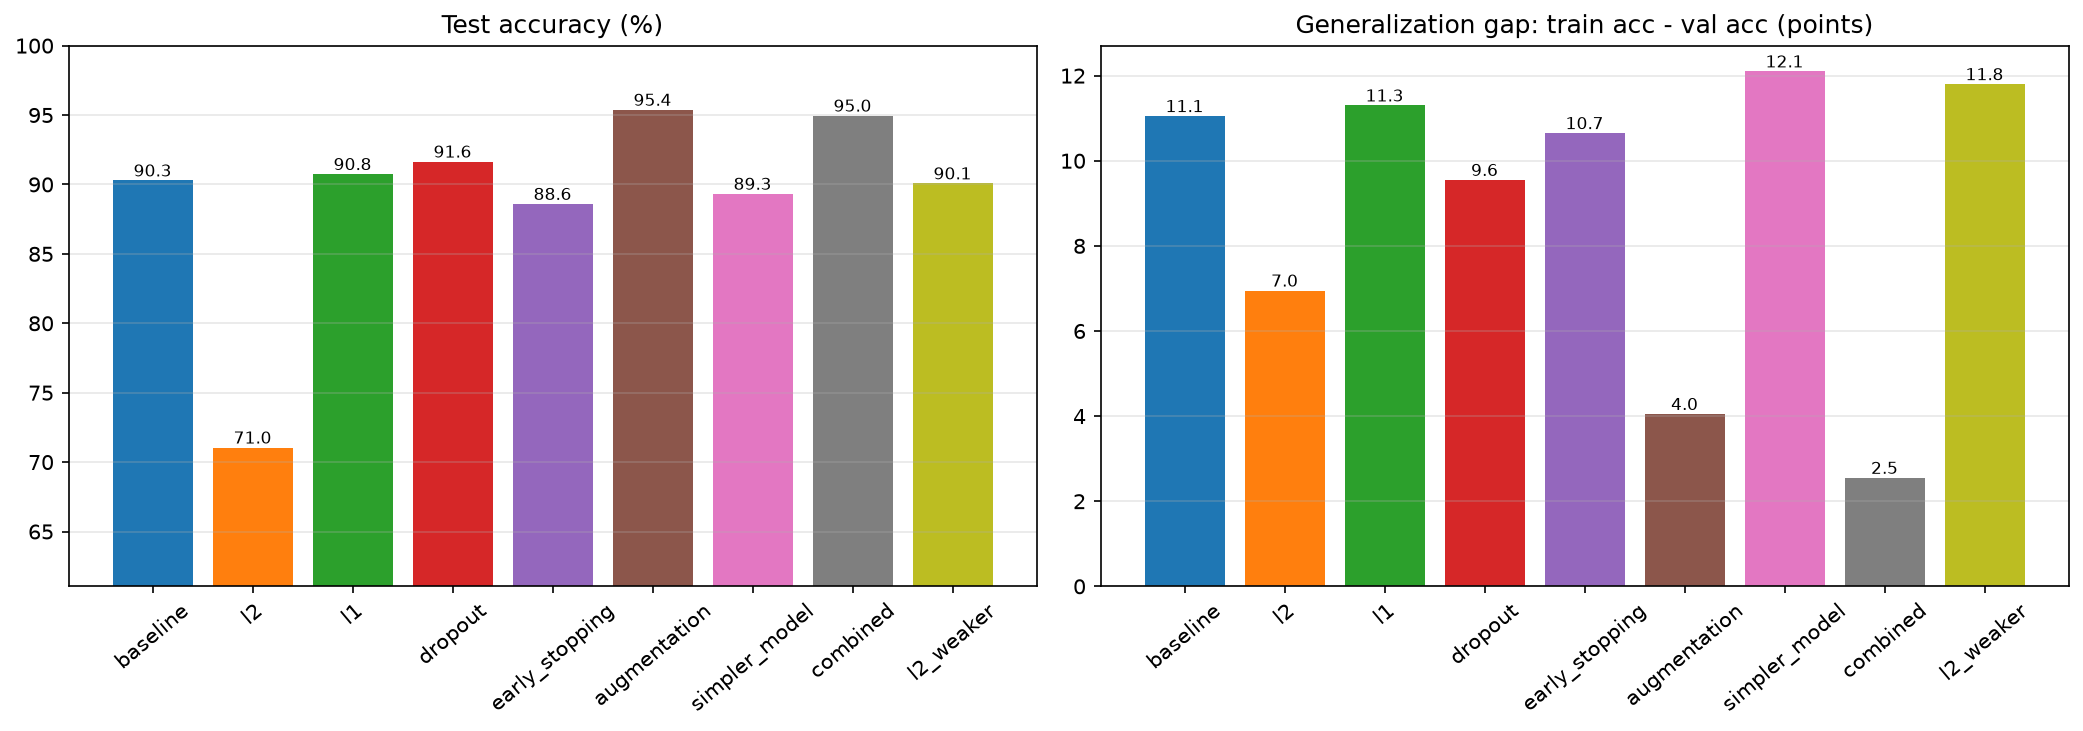 Test accuracy (%)
100
95
90
85
80
75
70
65
90.3
71.0
90.8
91.6
88.6
95.4
89.3
95.0
90.1
baseline
l2
l1
dropout
early_stopping
augmentation
simpler_model
combined
l2_weaker
Generalization gap: train acc - val acc (points)
12
10
8
6
4
2
0
11.1
7.0
11.3
9.6
10.7
4.0
12.1
2.5
11.8
baseline
l2
l1
dropout
early_stopping
augmentation
simpler_model
combined
l2_weaker